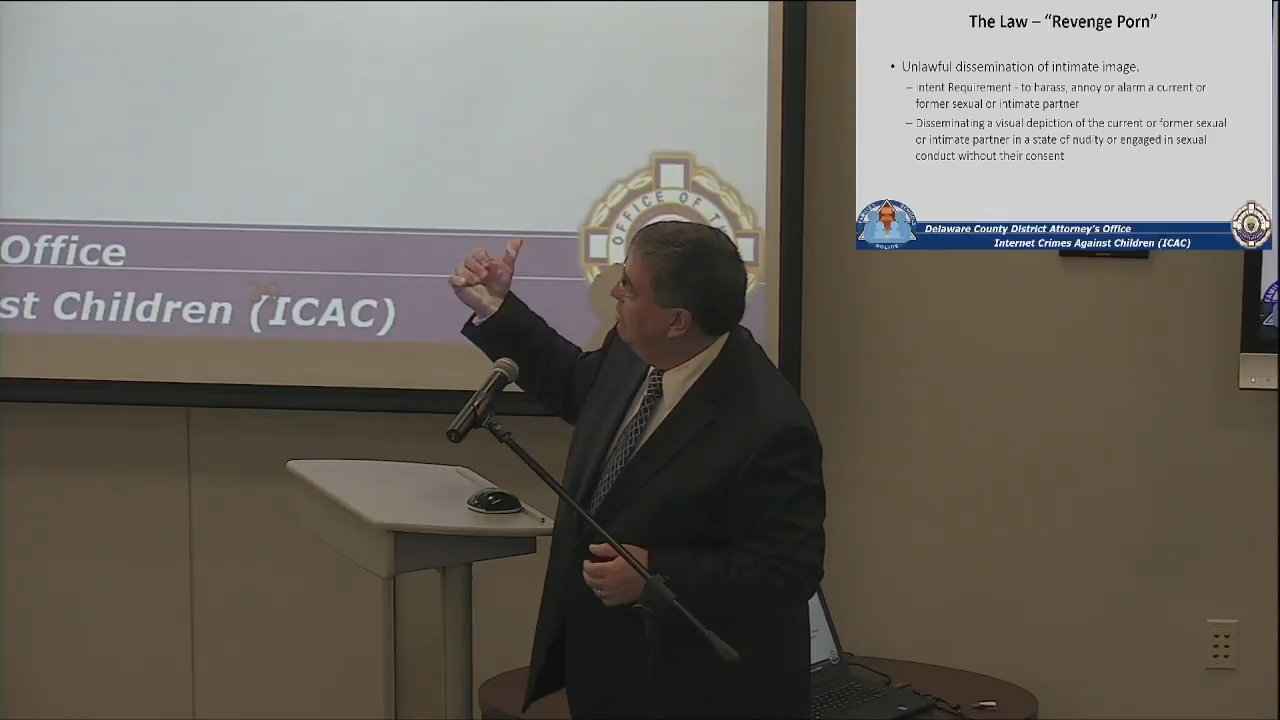 The Law – “Revenge Porn”
• Unlawful dissemination of intimate image.
– Intent Requirement - to harass, annoy or alarm a current or
former sexual or intimate partner
– Disseminating a visual depiction of the current or former sexual
or intimate partner in a state of nudity or engaged in sexual
conduct without their consent
Delaware County District Attorney's Office
Internet Crimes Against Children (ICAC)
POLICE
OFFICE OF
Office
st Children (ICAC)